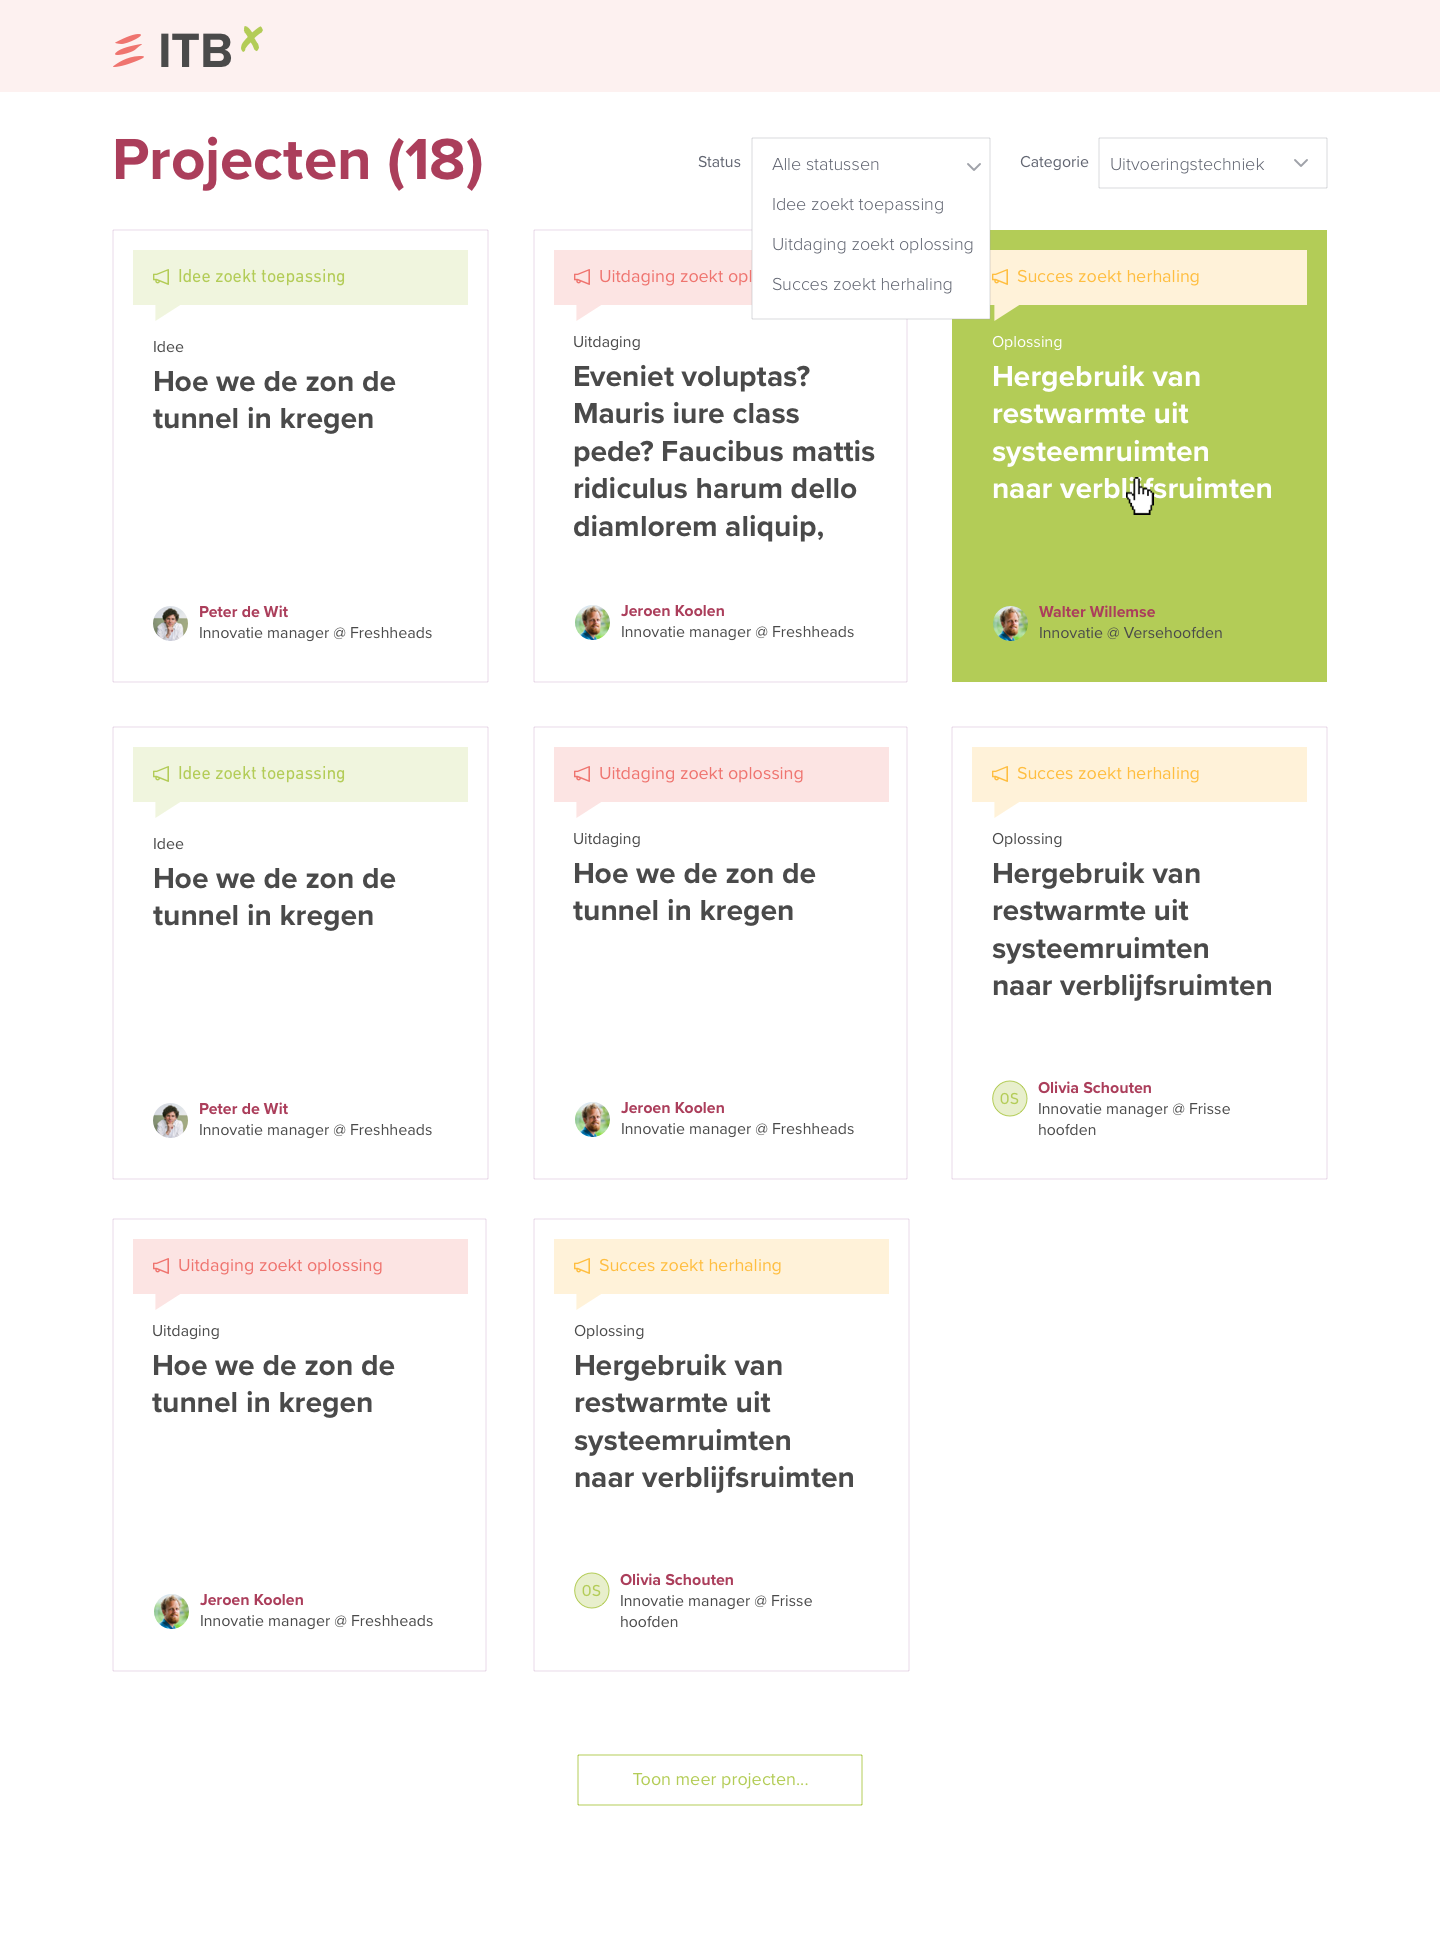 ITB x
Projecten (18)
Status
Alle statussen
Idee zoekt toepassing
Uitdaging zoekt oplossing
Succes zoekt herhaling
Categorie
Uitvoeringstechniek
Idee zoekt toepassing
Idee
Hoe we de zon de
tunnel in kregen
Peter de Wit
Innovatie manager @ Freshheads
Uitdaging zoekt opl
Uitdaging
Eveniet voluptas?
Mauris iure class
pede? Faucibus mattis
ridiculus harum dello
diamlorem aliquip,
Jeroen Koolen
Innovatie manager @ Freshheads
Succes zoekt herhaling
Oplossing
Hergebruik van
restwarmte uit
systeemruimten
naar verblijfsruimten
Walter Willemse
Innovatie @ Versehoofden
Idee zoekt toepassing
Idee
Hoe we de zon de
tunnel in kregen
Peter de Wit
Innovatie manager @ Freshheads
Uitdaging zoekt oplossing
Uitdaging
Hoe we de zon de
tunnel in kregen
Jeroen Koolen
Innovatie manager @ Freshheads
Succes zoekt herhaling
Oplossing
Hergebruik van
restwarmte uit
systeemruimten
naar verblijfsruimten
OS
Olivia Schouten
Innovatie manager @ Frisse
hoofden
Uitdaging zoekt oplossing
Uitdaging
Hoe we de zon de
tunnel in kregen
Jeroen Koolen
Innovatie manager @ Freshheads
Succes zoekt herhaling
Oplossing
Hergebruik van
restwarmte uit
systeemruimten
naar verblijfsruimten
OS
Olivia Schouten
Innovatie manager @ Frisse
hoofden
Toon meer projecten...